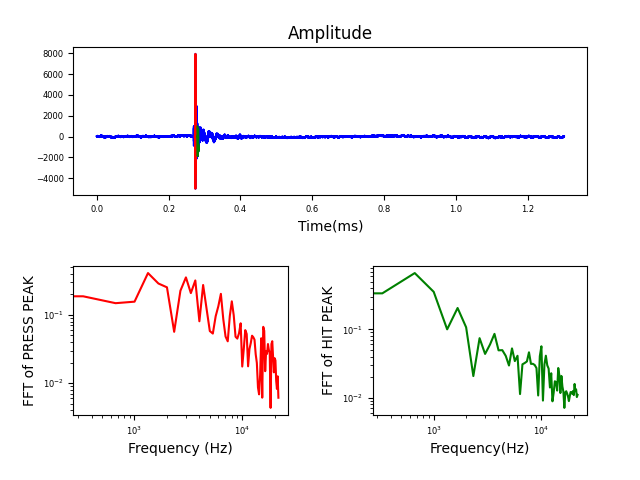 Amplitude
8000
6000
4000
2000
0
−2000
−4000
0.0 0.2 0.4 0.6 0.8 1.0 1.2
Time(ms)
FFT of PRESS PEAK
10⁻¹
10⁻²
10³ 10⁴
Frequency (Hz)
FFT of HIT PEAK
10⁻¹
10⁻²
10³ 10⁴
Frequency(Hz)